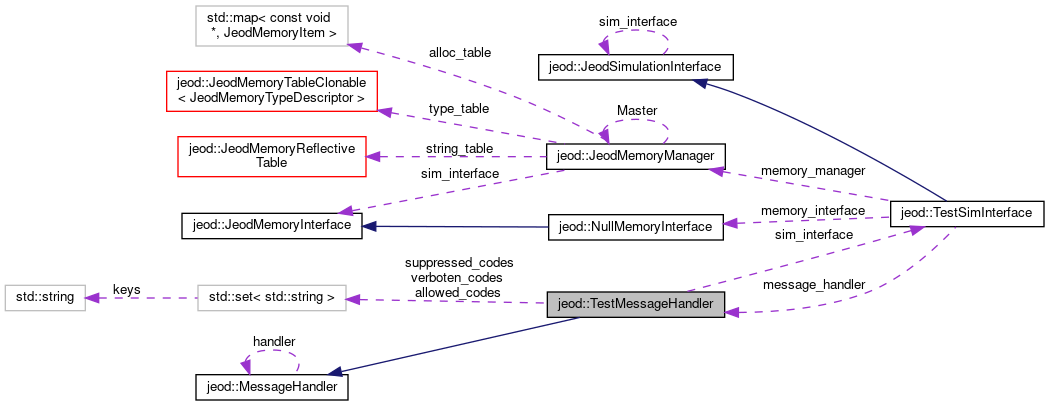 std::map< const void
*, JeodMemoryItem >
sim_interface
alloc_table
jeod::JeodSimulationInterface
jeod::JeodMemoryTableClonable
< JeodMemoryTypeDescriptor >
type_table
Master
jeod::JeodMemoryReflective
Table
string_table
jeod::JeodMemoryManager
sim_interface
memory_manager
jeod::JeodMemoryInterface
jeod::NullMemoryInterface
memory_interface
jeod::TestSimInterface
sim_interface
suppressed_codes
verboten_codes
allowed_codes
message_handler
std::string
keys
std::set< std::string >
jeod::TestMessageHandler
handler
jeod::MessageHandler